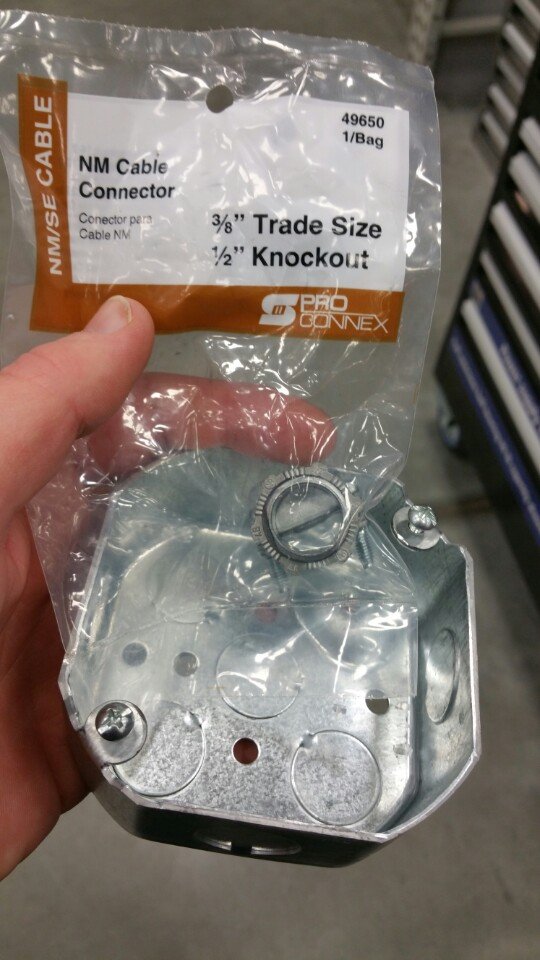 NM/SE CABLE
49650
1/Bag
NM Cable
Connector
Conector para
Cable NM
3/8" Trade Size
1/2" Knockout
PRO
CONNEX